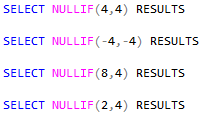 SELECT NULLIF(4,4) RESULTS
SELECT NULLIF(-4,-4) RESULTS
SELECT NULLIF(8,4) RESULTS
SELECT NULLIF(2,4) RESULTS